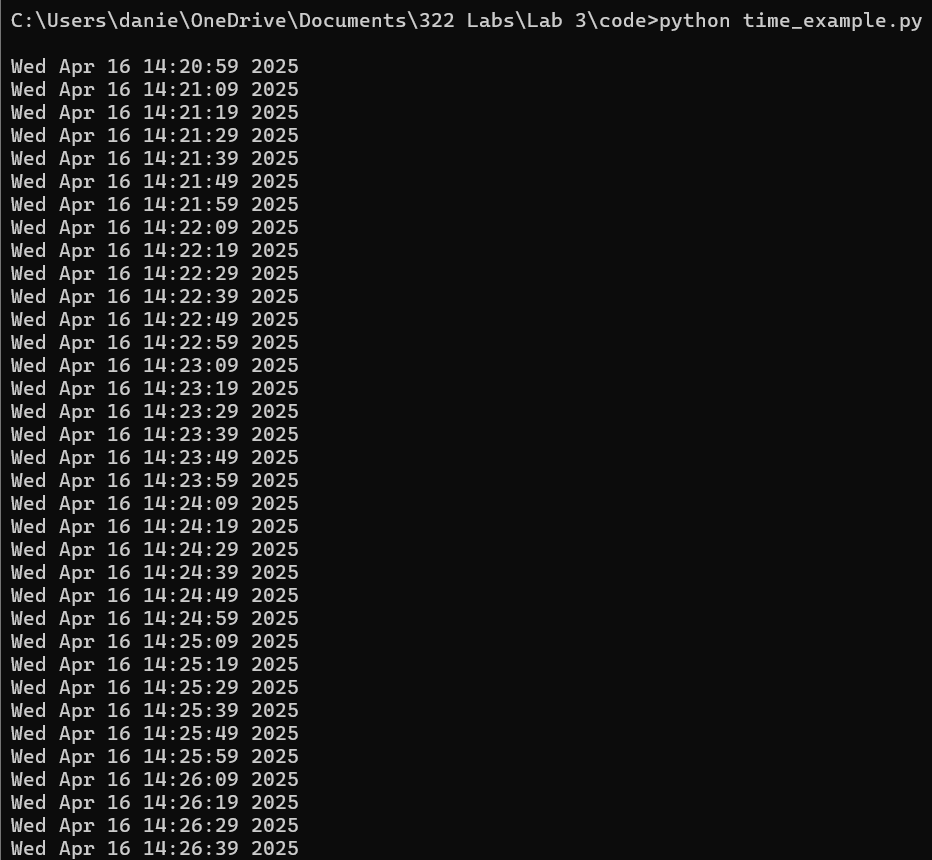 C:\Users\danie\OneDrive\Documents\322 Labs\Lab 3\code>python time_example.py
Wed Apr 16 14:20:59 2025
Wed Apr 16 14:21:09 2025
Wed Apr 16 14:21:19 2025
Wed Apr 16 14:21:29 2025
Wed Apr 16 14:21:39 2025
Wed Apr 16 14:21:49 2025
Wed Apr 16 14:21:59 2025
Wed Apr 16 14:22:09 2025
Wed Apr 16 14:22:19 2025
Wed Apr 16 14:22:29 2025
Wed Apr 16 14:22:39 2025
Wed Apr 16 14:22:49 2025
Wed Apr 16 14:22:59 2025
Wed Apr 16 14:23:09 2025
Wed Apr 16 14:23:19 2025
Wed Apr 16 14:23:29 2025
Wed Apr 16 14:23:39 2025
Wed Apr 16 14:23:49 2025
Wed Apr 16 14:23:59 2025
Wed Apr 16 14:24:09 2025
Wed Apr 16 14:24:19 2025
Wed Apr 16 14:24:29 2025
Wed Apr 16 14:24:39 2025
Wed Apr 16 14:24:49 2025
Wed Apr 16 14:24:59 2025
Wed Apr 16 14:25:09 2025
Wed Apr 16 14:25:19 2025
Wed Apr 16 14:25:29 2025
Wed Apr 16 14:25:39 2025
Wed Apr 16 14:25:49 2025
Wed Apr 16 14:25:59 2025
Wed Apr 16 14:26:09 2025
Wed Apr 16 14:26:19 2025
Wed Apr 16 14:26:29 2025
Wed Apr 16 14:26:39 2025